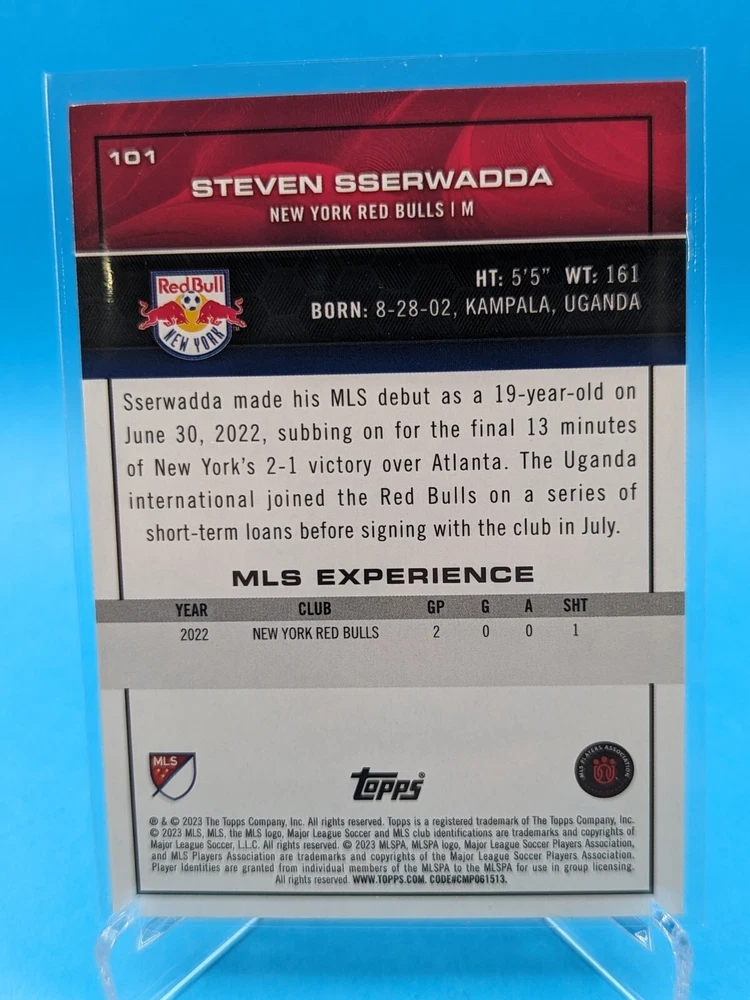 101
STEVEN SSERWADDA
NEW YORK RED BULLS | M
Red Bull
NEW YORK
HT: 5'5" WT: 161
BORN: 8-28-02, KAMPALA, UGANDA
Sserwadda made his MLS debut as a 19-year-old on
June 30, 2022, subbing on for the final 13 minutes
of New York's 2-1 victory over Atlanta. The Uganda
international joined the Red Bulls on a series of
short-term loans before signing with the club in July.
MLS EXPERIENCE
YEAR CLUB GP G A SHT
2022 NEW YORK RED BULLS 2 0 0 1
MLS
topps®
MLS PLAYERS ASSOCIATION
® & © 2023 The Topps Company, Inc. All rights reserved. Topps is a registered trademark of The Topps Company, Inc.
© 2023 MLS, MLS, the MLS logo, Major League Soccer and MLS club identifications are trademarks and copyrights of
Major League Soccer, L.L.C. All rights reserved. © 2023 MLSPA, MLSPA logo, Major League Soccer Players Association,
and MLS Players Association are trademarks and copyrights of the Major League Soccer Players Association.
Player Identities are granted from individual members of the MLSPA to the MLSPA for use in group licensing.
All rights reserved. WWW.TOPPS.COM. CODE#CMP061513.